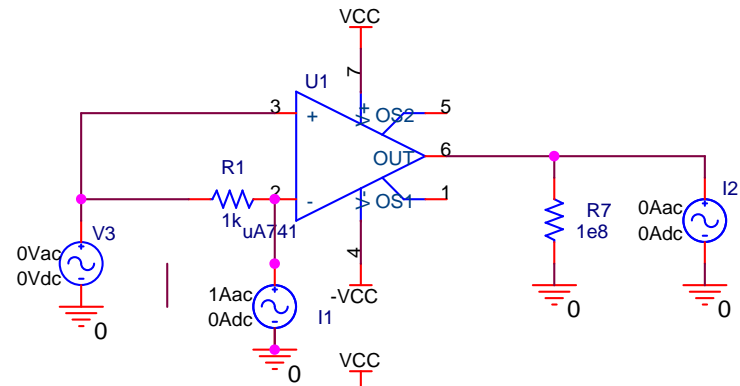 VCC
7
U1
3
+
V+
OS2
5
OUT
6
R1
2
-
1k
uA741
V-
OS1
1
4
-VCC
V3
0Vac
0Vdc
+
-
0
1Aac
0Adc
+
-
I1
0
R7
1e8
0
I2
0Aac
0Adc
+
-
0
VCC